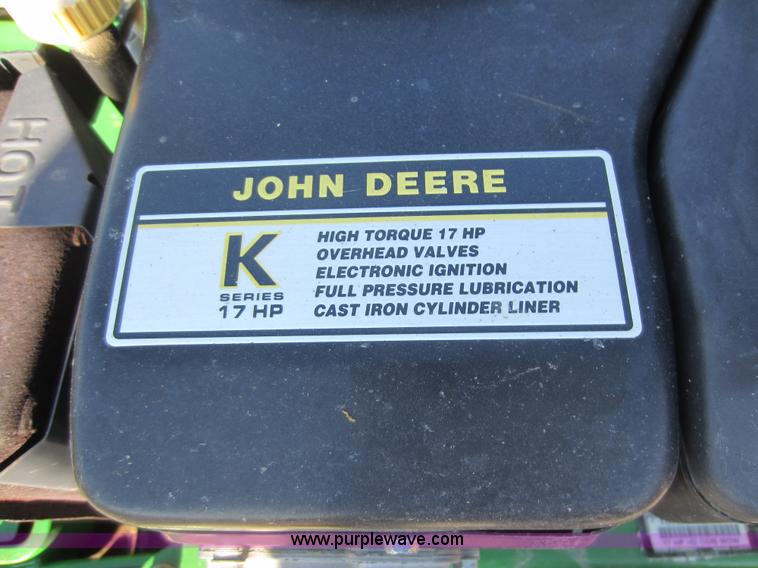 HOT
JOHN DEERE
K
SERIES
17 HP
HIGH TORQUE 17 HP
OVERHEAD VALVES
ELECTRONIC IGNITION
FULL PRESSURE LUBRICATION
CAST IRON CYLINDER LINER
www.purplewave.com